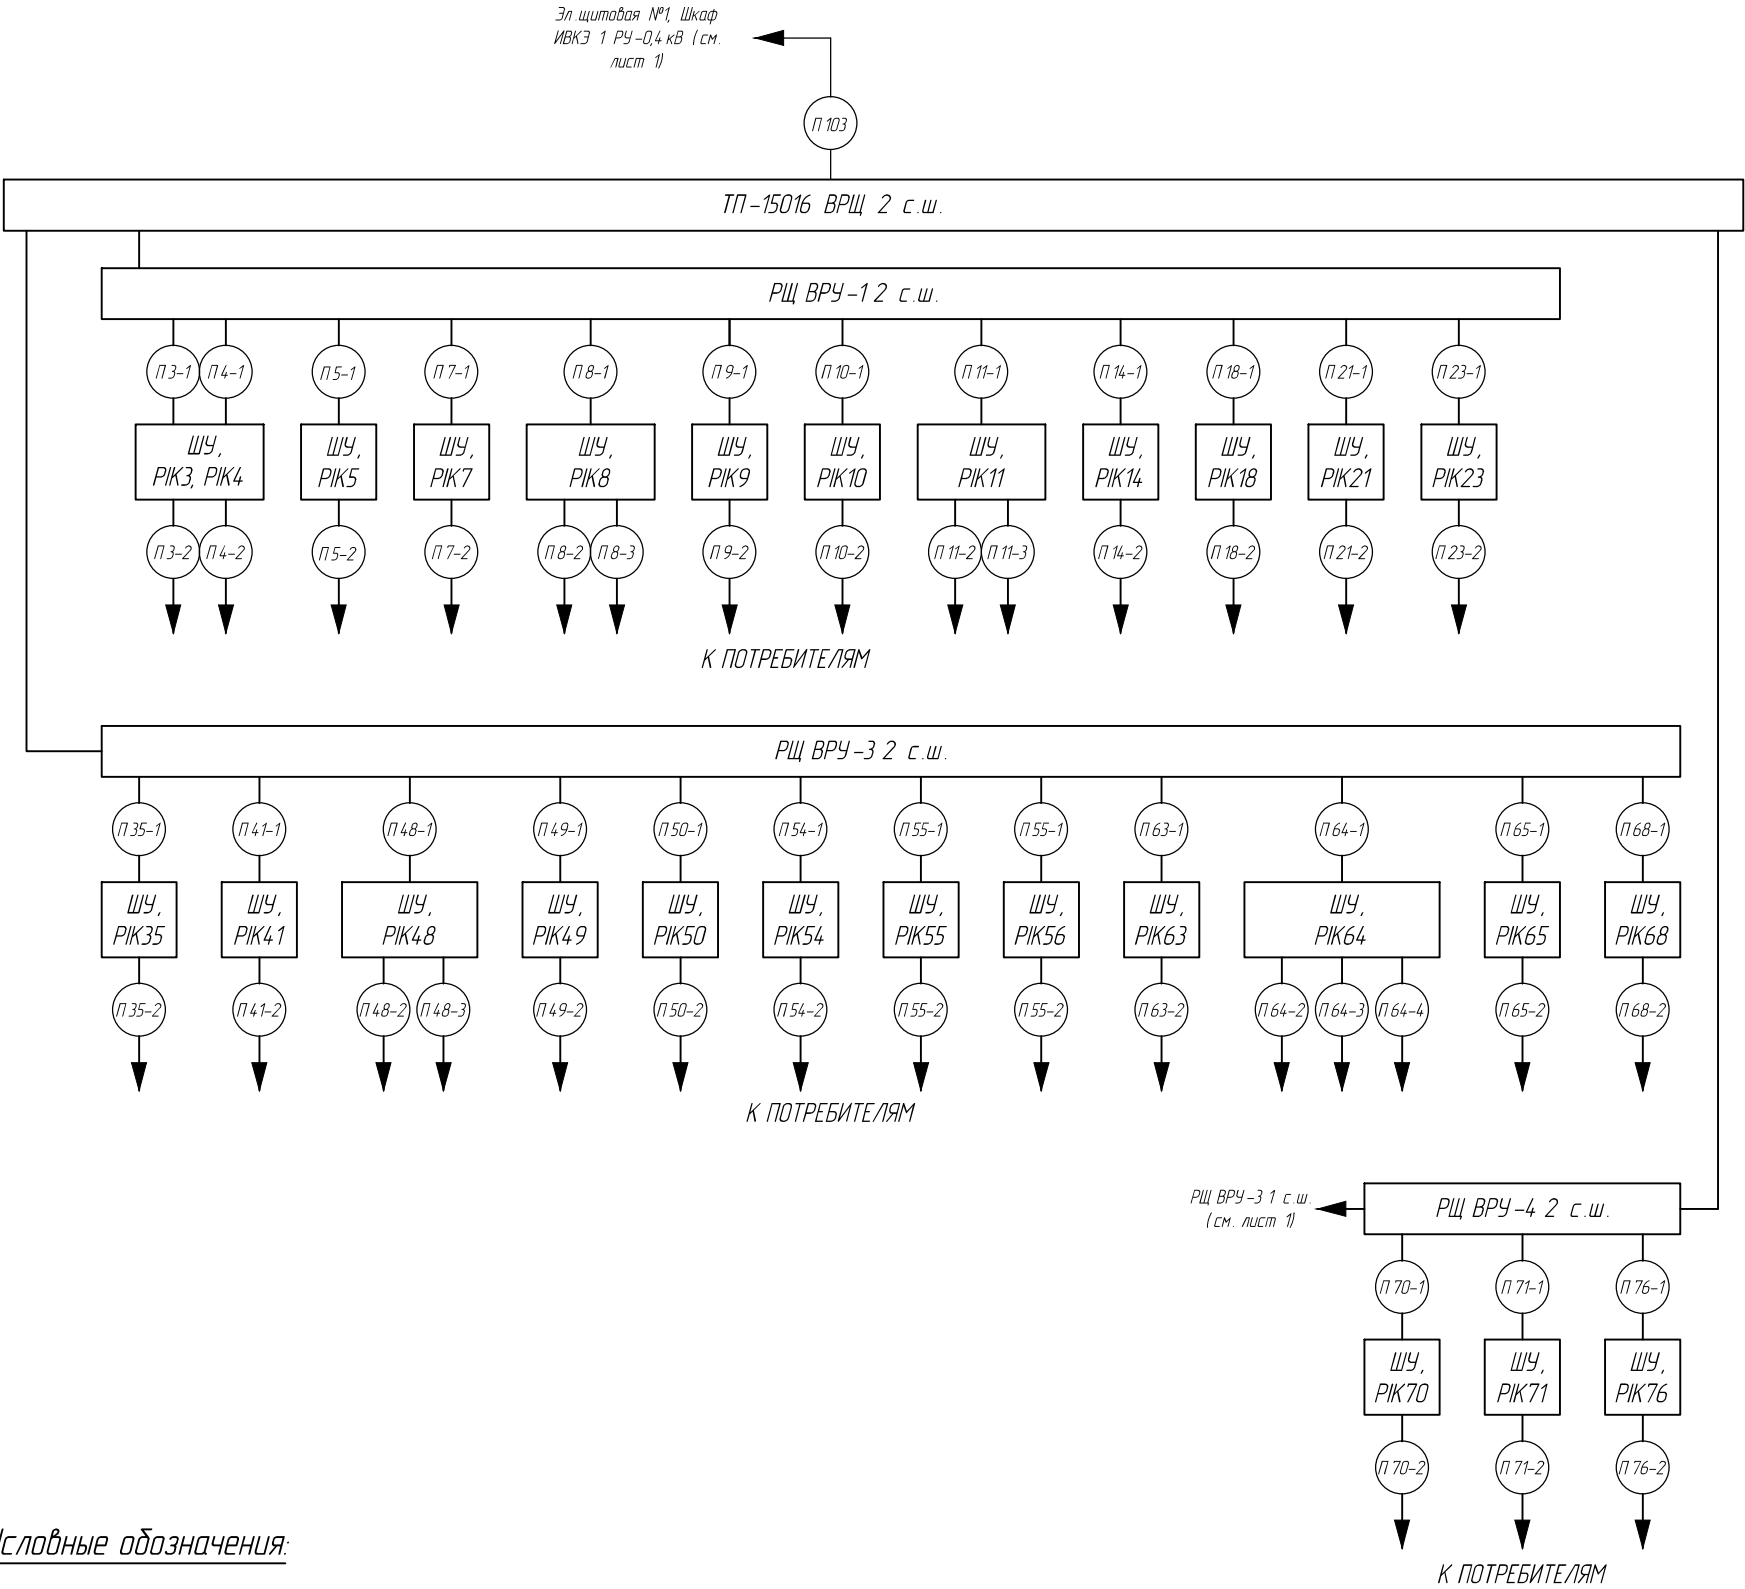 Эл.щитовая №1, Шкаф
ИВКЭ 1 РУ-0,4 кВ (см.
лист 1)
П 103
ТП-15016 ВРЩ 2 с.ш.
РЩ ВРУ-1 2 с.ш.
П 3-1 П 4-1 П 5-1 П 7-1 П 8-1 П 9-1 П 10-1 П 11-1 П 14-1 П 18-1 П 21-1 П 23-1
ШУ, ШУ, ШУ, ШУ, ШУ, ШУ, ШУ, ШУ, ШУ, ШУ, ШУ,
PIK3, PIK4 PIK5 PIK7 PIK8 PIK9 PIK10 PIK11 PIK14 PIK18 PIK21 PIK23
П 3-2 П 4-2 П 5-2 П 7-2 П 8-2 П 8-3 П 9-2 П 10-2 П 11-2 П 11-3 П 14-2 П 18-2 П 21-2 П 23-2
К ПОТРЕБИТЕЛЯМ
РЩ ВРУ-3 2 с.ш.
П 35-1 П 41-1 П 48-1 П 49-1 П 50-1 П 54-1 П 55-1 П 55-1 П 63-1 П 64-1 П 65-1 П 68-1
ШУ, ШУ, ШУ, ШУ, ШУ, ШУ, ШУ, ШУ, ШУ, ШУ, ШУ, ШУ,
PIK35 PIK41 PIK48 PIK49 PIK50 PIK54 PIK55 PIK56 PIK63 PIK64 PIK65 PIK68
П 35-2 П 41-2 П 48-2 П 48-3 П 49-2 П 50-2 П 54-2 П 55-2 П 55-2 П 63-2 П 64-2 П 64-3 П 64-4 П 65-2 П 68-2
К ПОТРЕБИТЕЛЯМ
РЩ ВРУ-3 1 с.ш.
(см. лист 1)
РЩ ВРУ-4 2 с.ш.
П 70-1 П 71-1 П 76-1
ШУ, ШУ, ШУ,
PIK70 PIK71 PIK76
П 70-2 П 71-2 П 76-2
К ПОТРЕБИТЕЛЯМ
Условные обозначения: